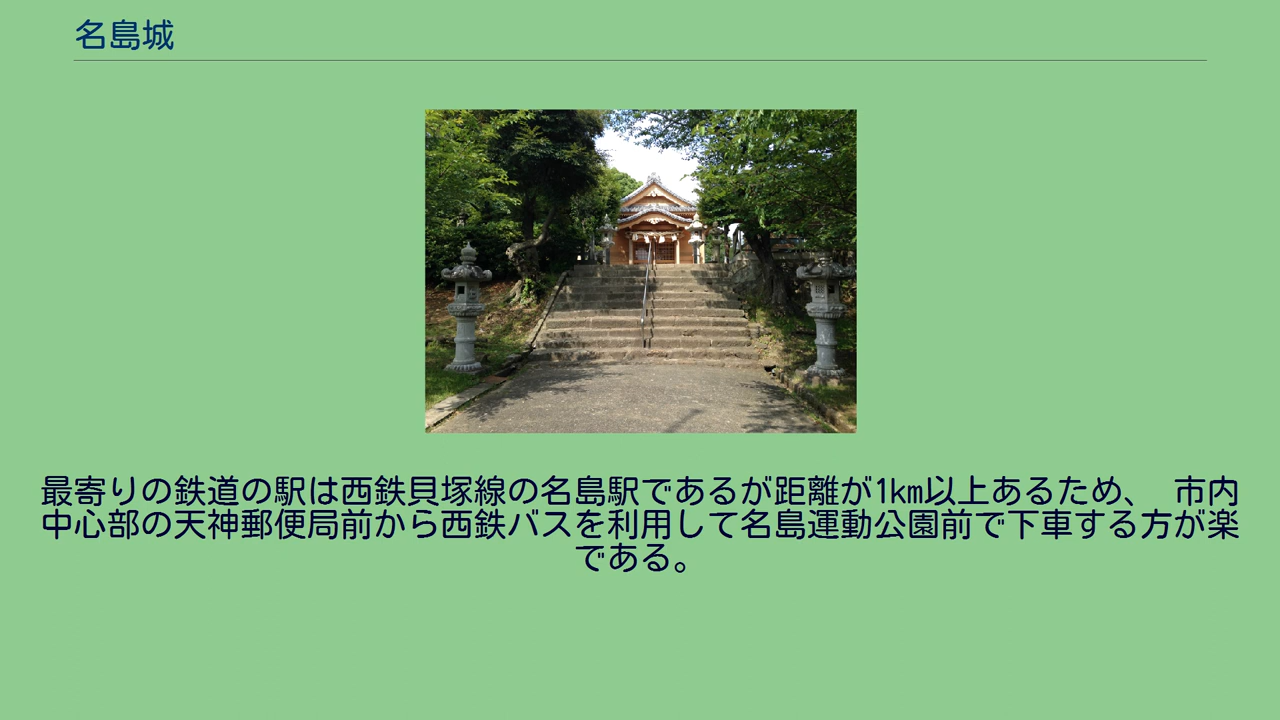 名島城
最寄りの鉄道の駅は西鉄貝塚線の名島駅であるが距離が1km以上あるため、 市内
中心部の天神郵便局前から西鉄バスを利用して名島運動公園前で下車する方が楽
である。